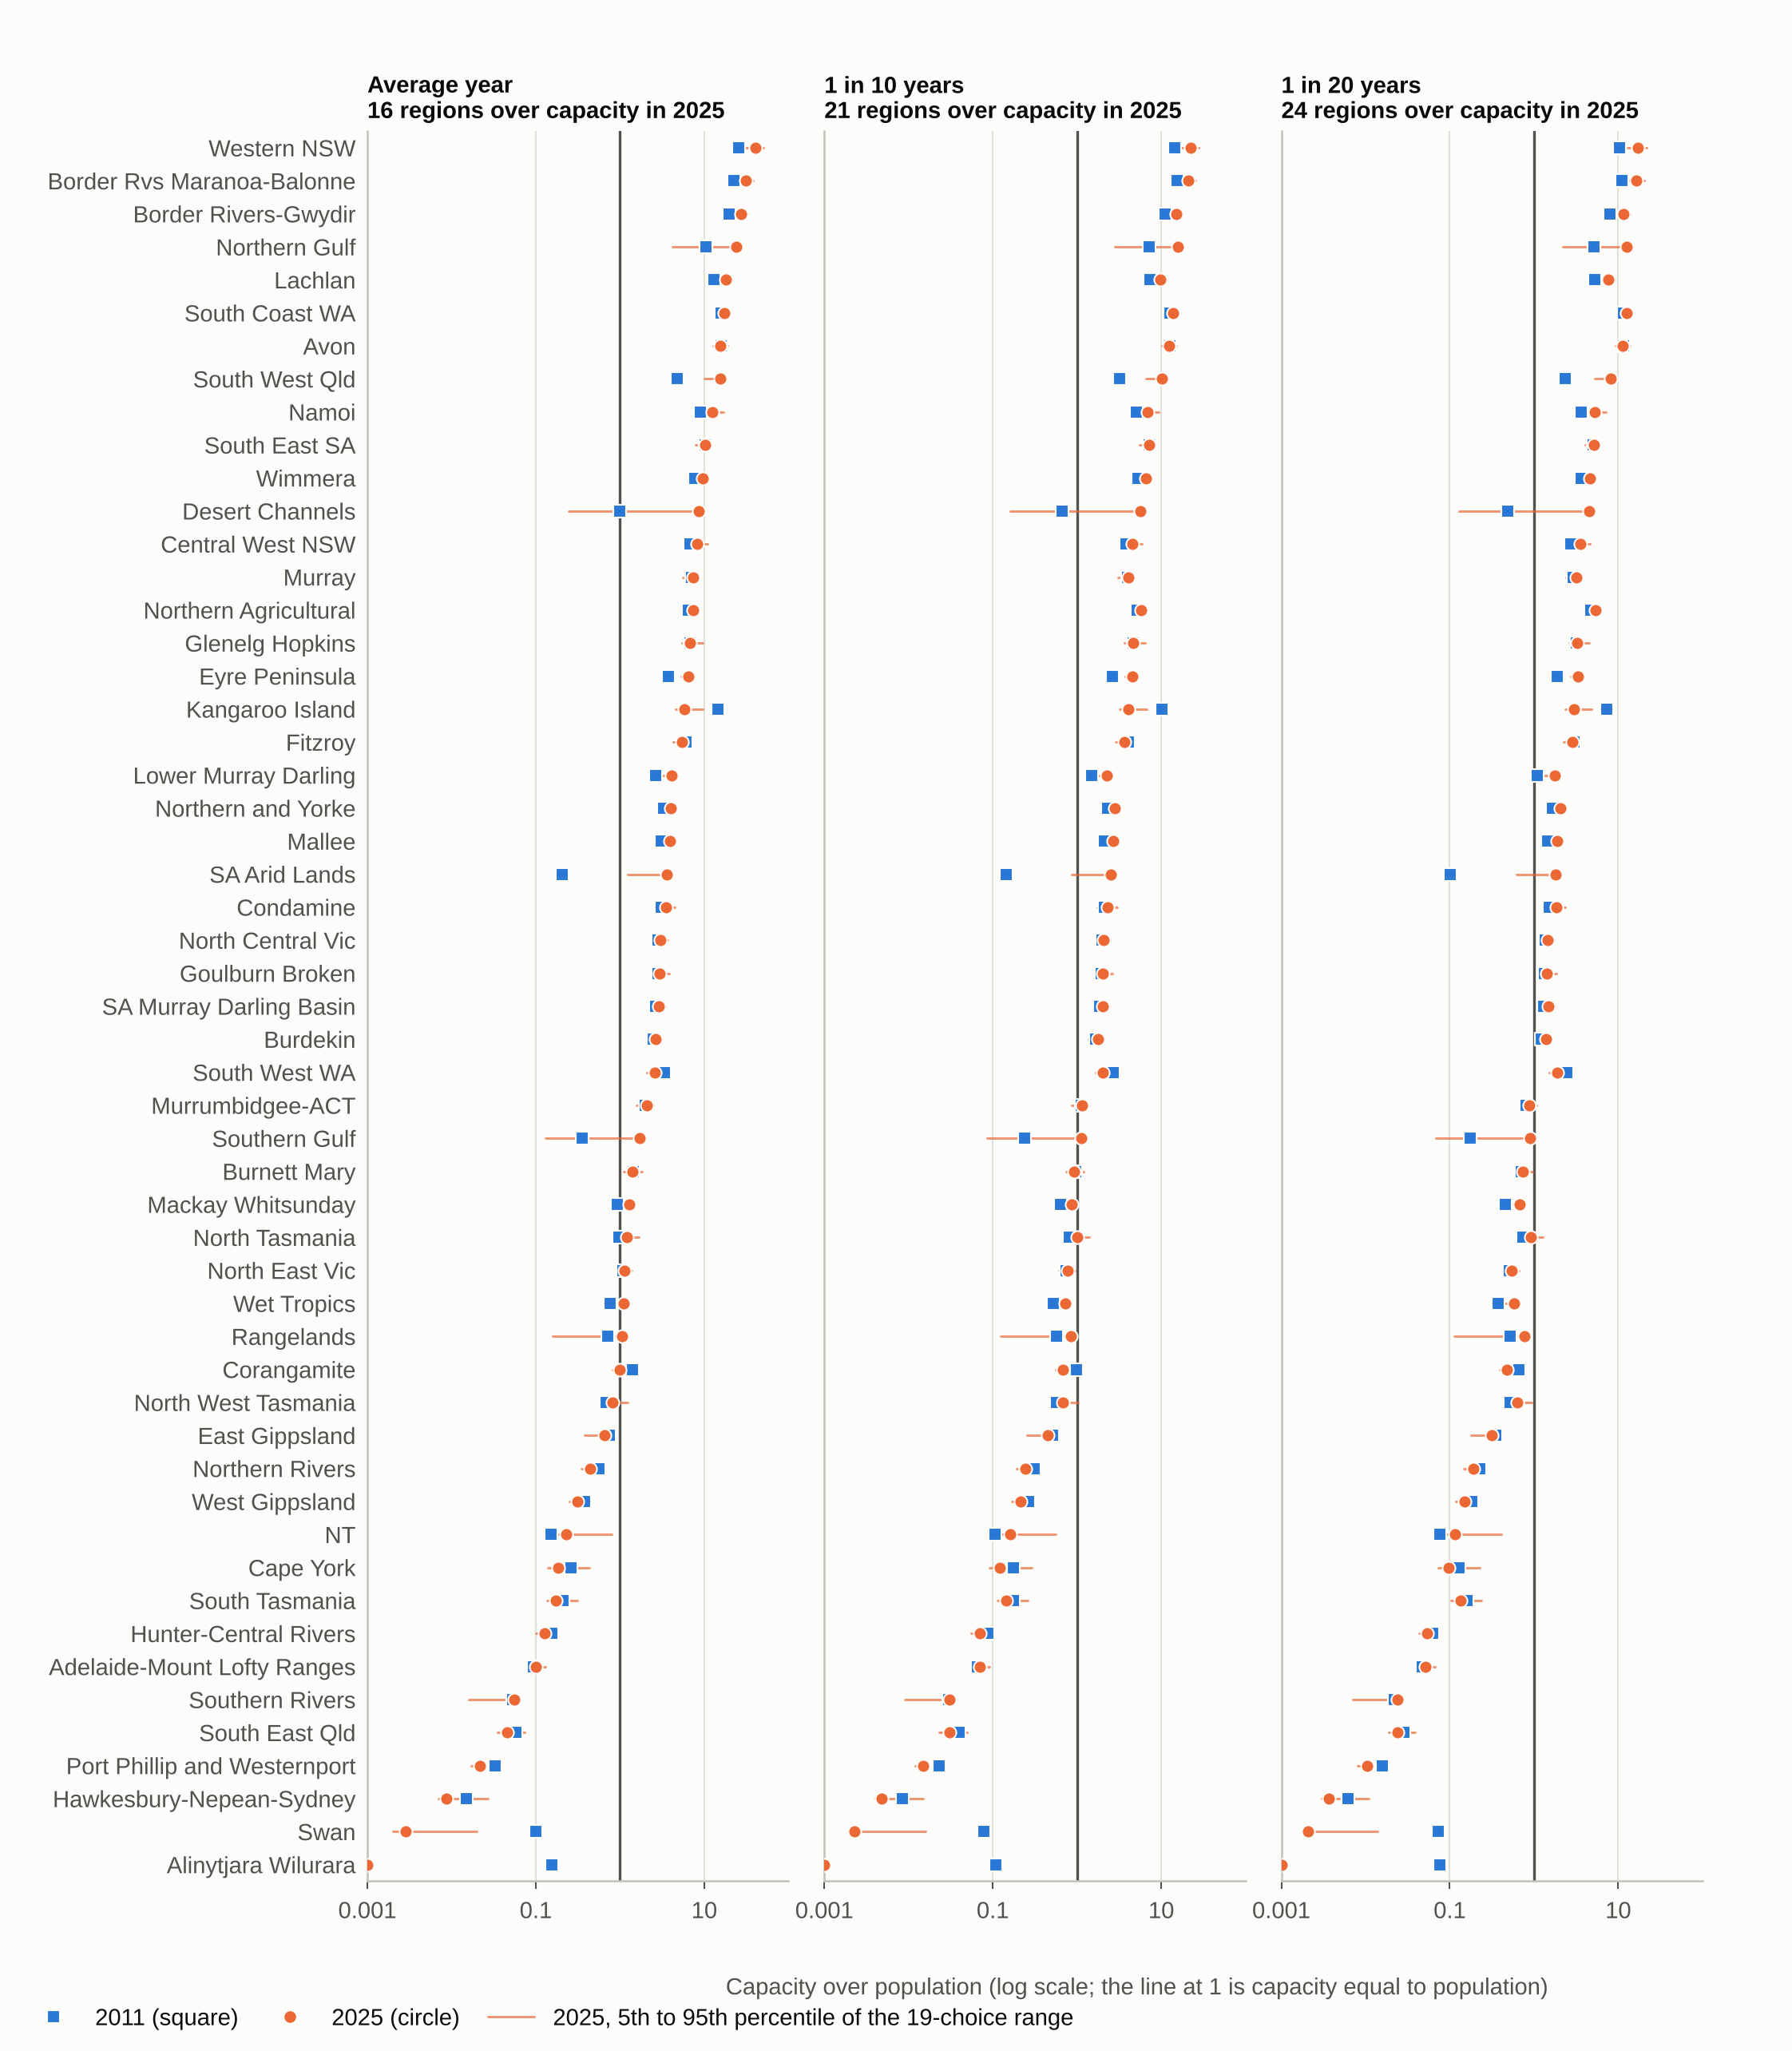 Average year
16 regions over capacity in 2025
1 in 10 years
21 regions over capacity in 2025
1 in 20 years
24 regions over capacity in 2025
Western NSW
Border Rvs Maranoa-Balonne
Border Rivers-Gwydir
Northern Gulf
Lachlan
South Coast WA
Avon
South West Qld
Namoi
South East SA
Wimmera
Desert Channels
Central West NSW
Murray
Northern Agricultural
Glenelg Hopkins
Eyre Peninsula
Kangaroo Island
Fitzroy
Lower Murray Darling
Northern and Yorke
Mallee
SA Arid Lands
Condamine
North Central Vic
Goulburn Broken
SA Murray Darling Basin
Burdekin
South West WA
Murrumbidgee-ACT
Southern Gulf
Burnett Mary
Mackay Whitsunday
North Tasmania
North East Vic
Wet Tropics
Rangelands
Corangamite
North West Tasmania
East Gippsland
Northern Rivers
West Gippsland
NT
Cape York
South Tasmania
Hunter-Central Rivers
Adelaide-Mount Lofty Ranges
Southern Rivers
South East Qld
Port Phillip and Westernport
Hawkesbury-Nepean-Sydney
Swan
Alinytjara Wilurara
0.001 0.1 10 0.001 0.1 10 0.001 0.1 10
Capacity over population (log scale; the line at 1 is capacity equal to population)
2011 (square) 2025 (circle) 2025, 5th to 95th percentile of the 19-choice range